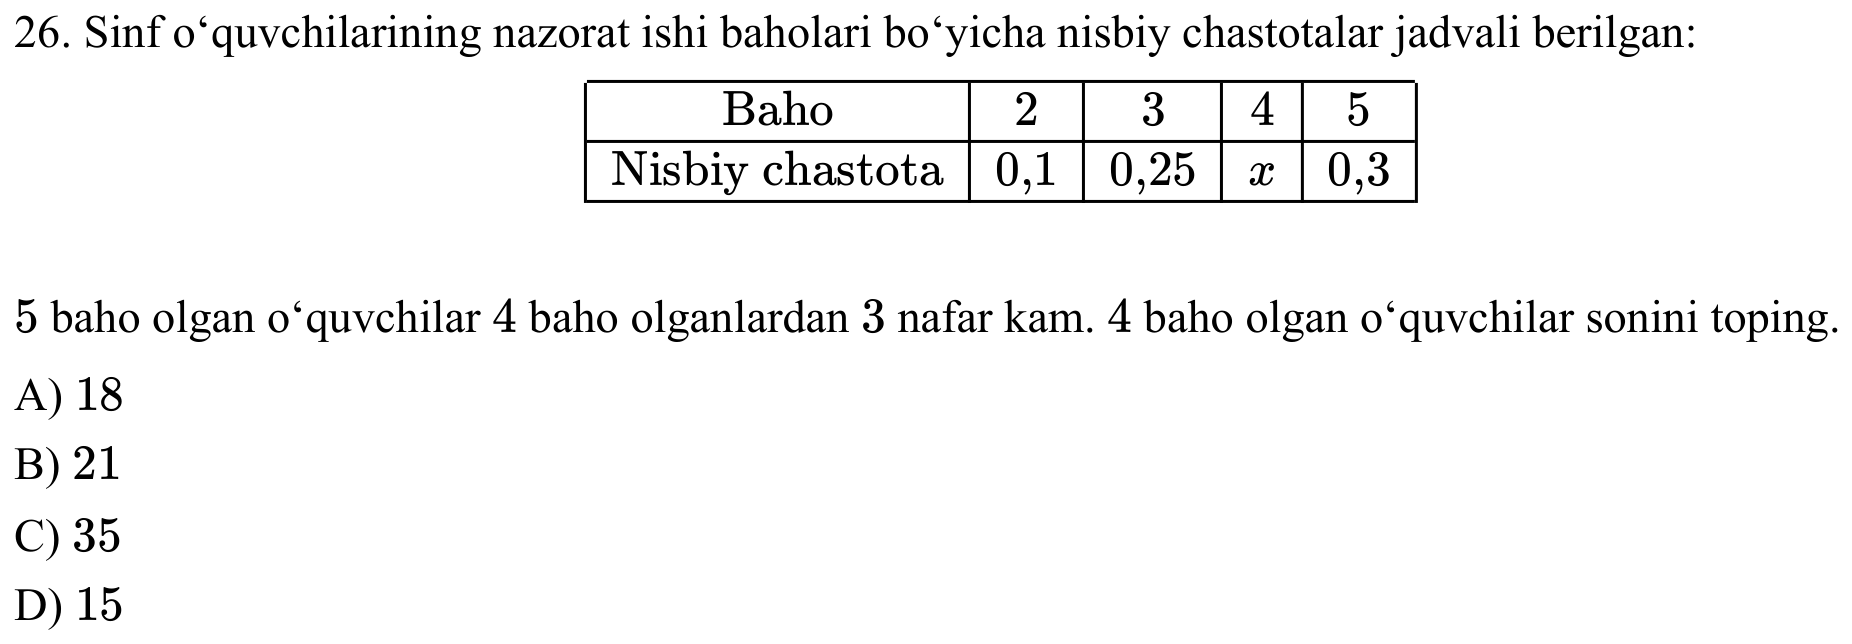 26. Sinf o‘quvchilarining nazorat ishi baholari bo‘yicha nisbiy chastotalar jadvali berilgan:
Baho 2 3 4 5
Nisbiy chastota 0,1 0,25 x 0,3
5 baho olgan o‘quvchilar 4 baho olganlardan 3 nafar kam. 4 baho olgan o‘quvchilar sonini toping.
A) 18
B) 21
C) 35
D) 15